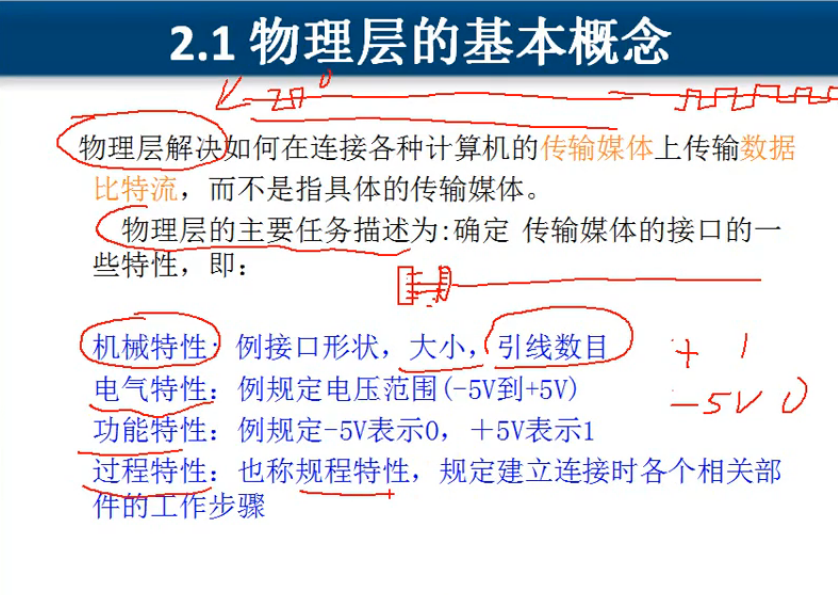 2.1 物理层的基本概念
物理层解决如何在连接各种计算机的传输媒体上传输数据
比特流，而不是指具体的传输媒体。
物理层的主要任务描述为:确定 传输媒体的接口的一
些特性，即：
机械特性：例接口形状，大小，引线数目
电气特性：例规定电压范围(-5V到+5V)
功能特性：例规定-5V表示0，＋5V表示1
过程特性：也称规程特性，规定建立连接时各个相关部
件的工作步骤
+ 1
-5V 0